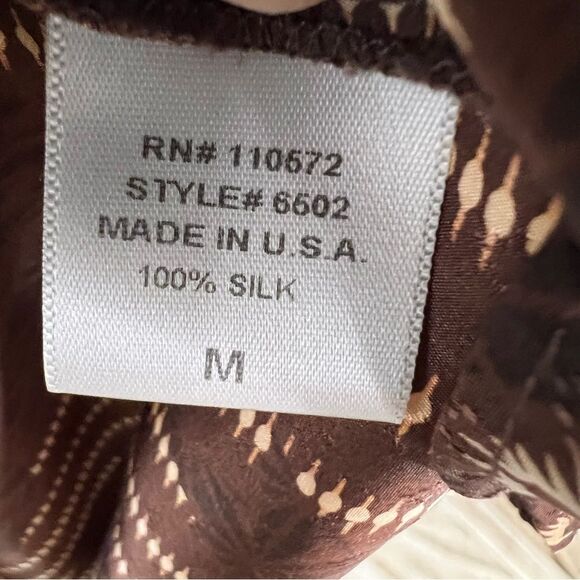 RN# 110572
STYLE# 6502
MADE IN U.S.A.
100% SILK
M